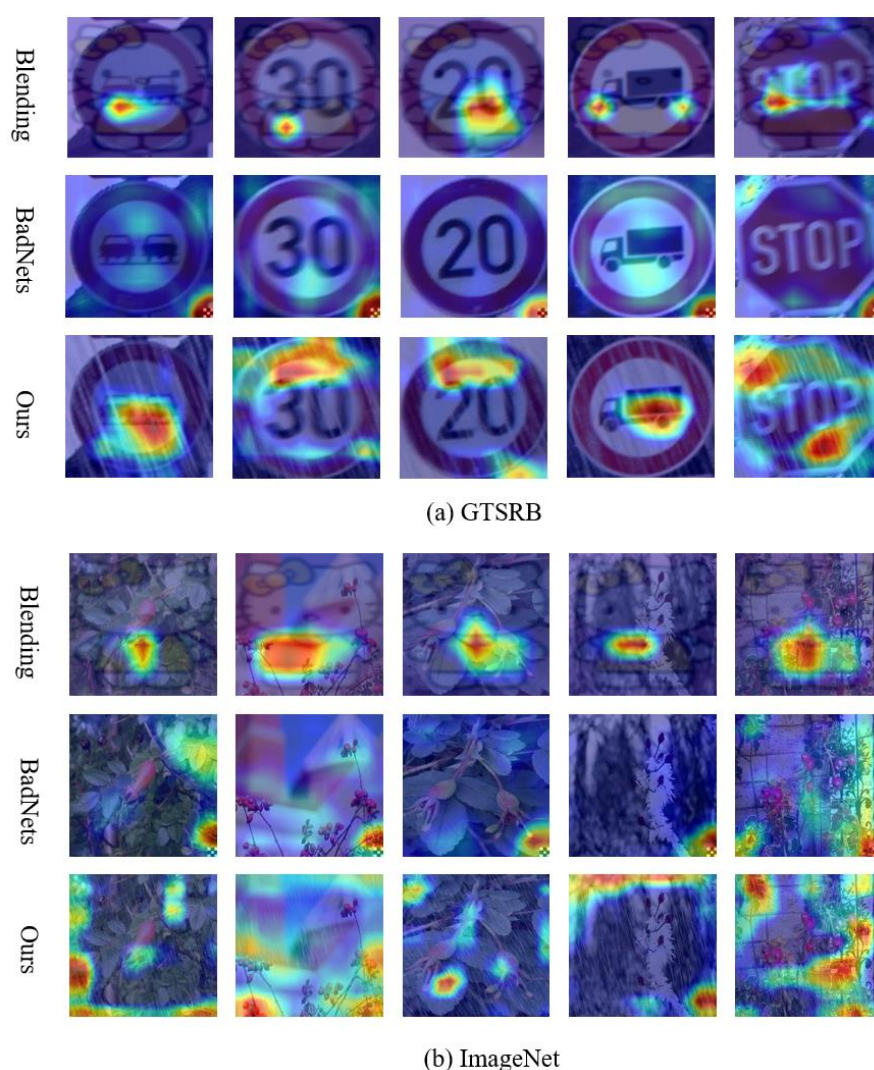 Blending
30
20
STOP
BadNets
30
20
STOP
Ours
30
20
STOP
(a) GTSRB
Blending
BadNets
Ours
(b) ImageNet